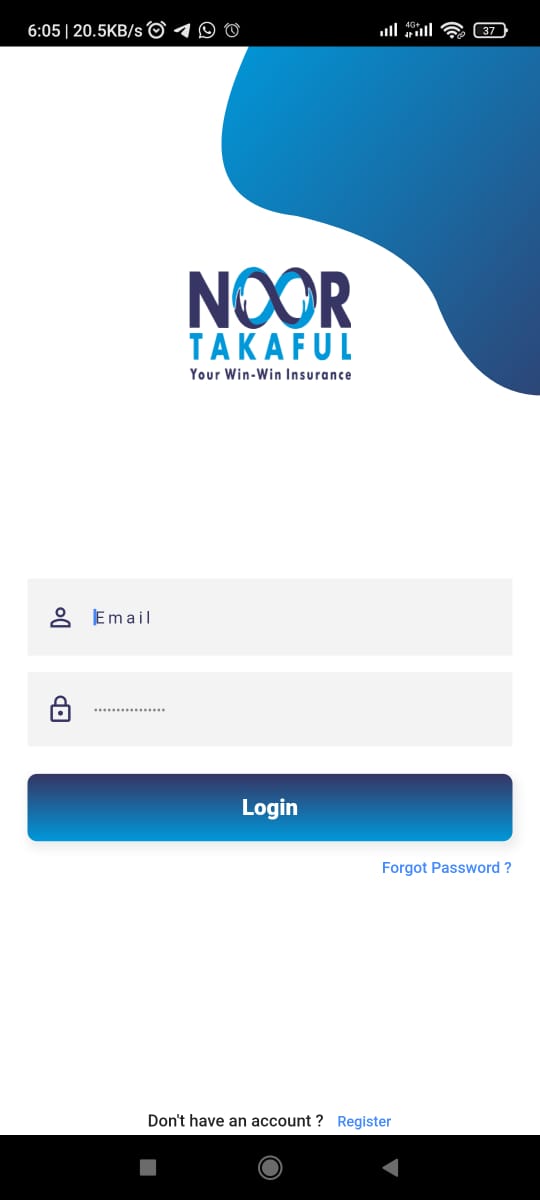 6:05 | 20.5KB/s
4G+
37
NOOR
TAKAFUL
Your Win-Win Insurance
Email
Login
Forgot Password ?
Don't have an account ? Register